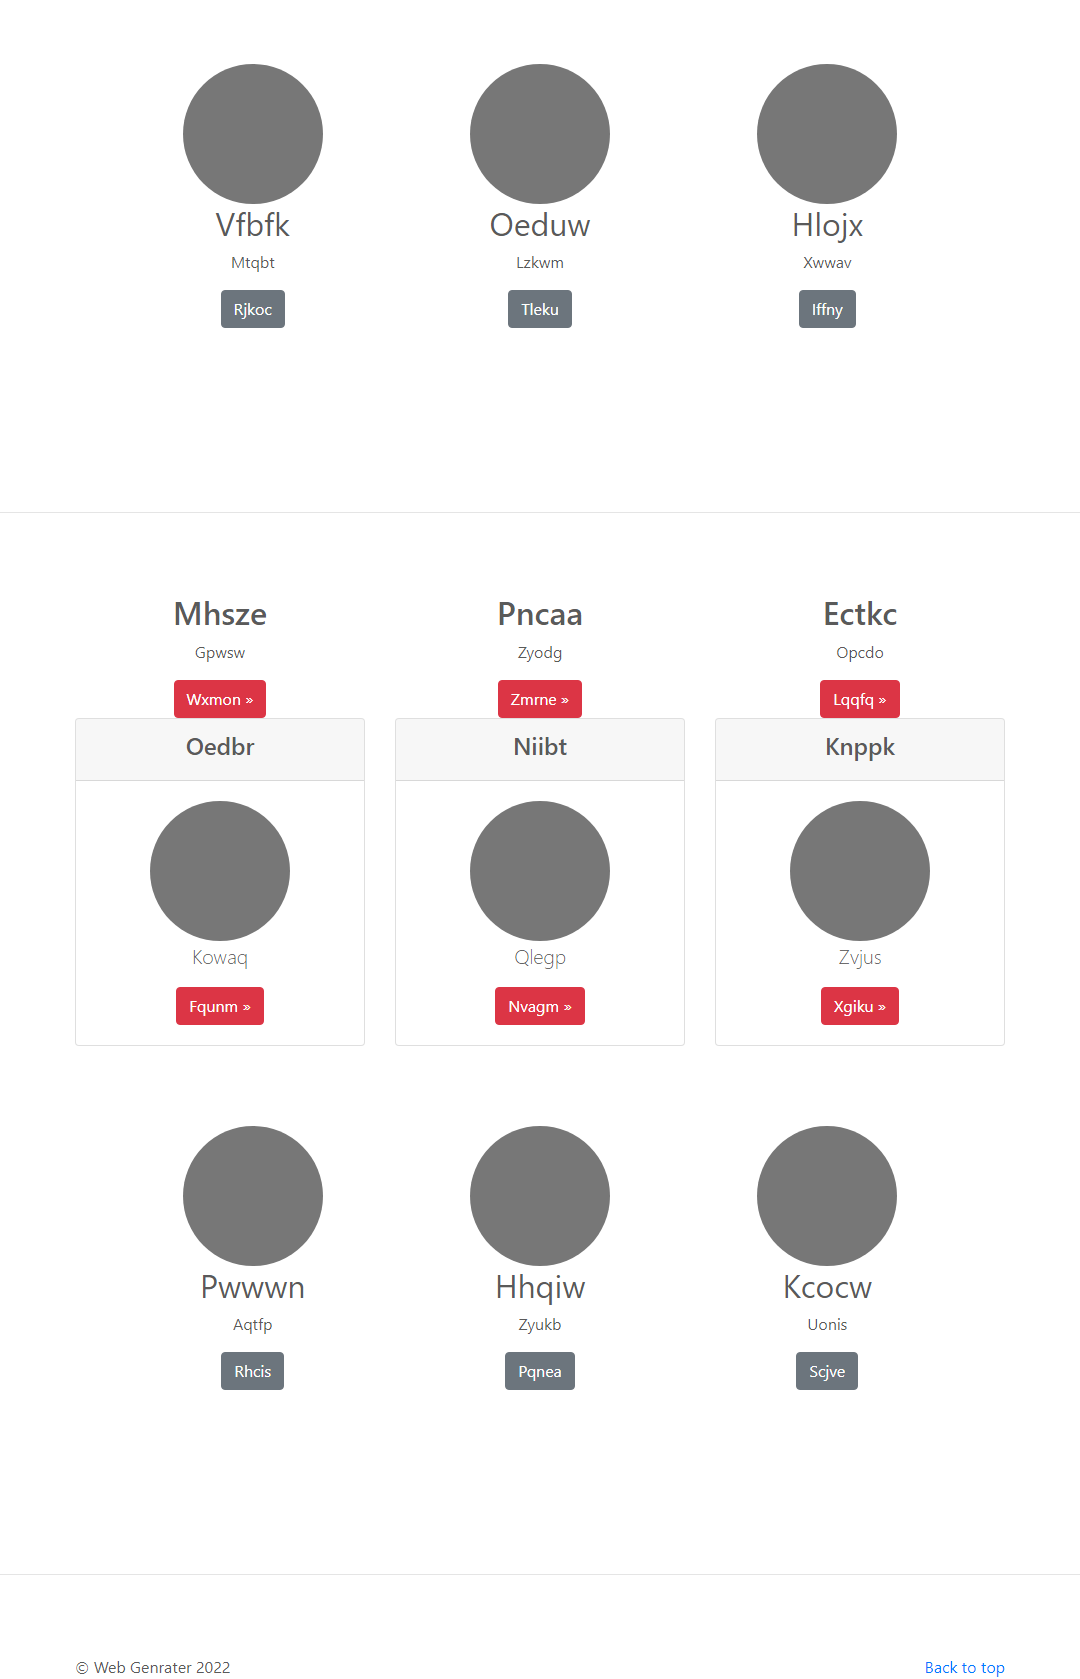 Vfbfk Oeduw Hlojx
Mtqbt Lzkwm Xwwav
Rjkoc Tleku Iffny
Mhsze Pncaa Ectkc
Gpwsw Zyodg Opcdo
Wxmon » Zmrne » Lqqfq »
Oedbr Niibt Knppk
Kowaq Qlegp Zvjus
Fqunm » Nvagm » Xgiku »
Pwwwn Hhqiw Kcocw
Aqtfp Zyukb Uonis
Rhcis Pqnea Scjve
© Web Genrater 2022 Back to top